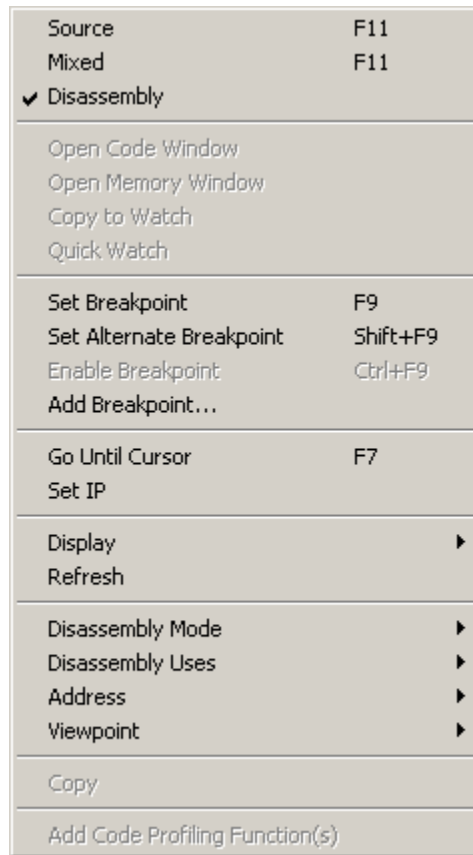 Source F11
Mixed F11
Disassembly
Open Code Window
Open Memory Window
Copy to Watch
Quick Watch
Set Breakpoint F9
Set Alternate Breakpoint Shift+F9
Enable Breakpoint Ctrl+F9
Add Breakpoint...
Go Until Cursor F7
Set IP
Display
Refresh
Disassembly Mode
Disassembly Uses
Address
Viewpoint
Copy
Add Code Profiling Function(s)